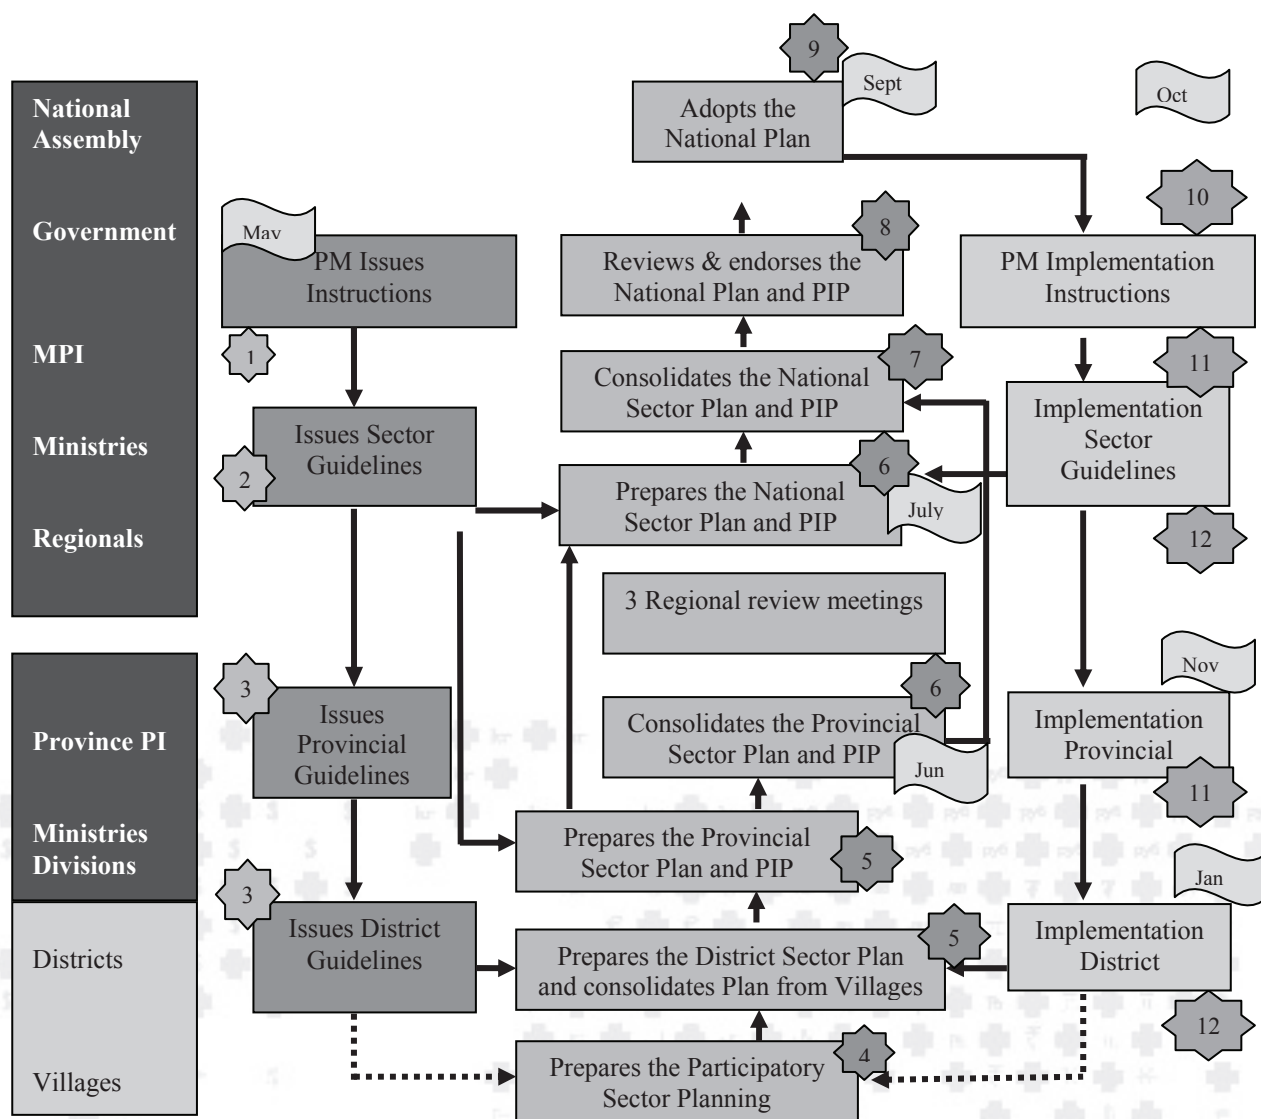 National
Assembly
Government
MPI
Ministries
Regionals
Province PI
Ministries
Divisions
Districts
Villages
May
PM Issues
Instructions
1
Issues Sector
Guidelines
2
3
Issues
Provincial
Guidelines
3
Issues District
Guidelines
9
Sept
Adopts the
National Plan
8
Reviews & endorses the
National Plan and PIP
7
Consolidates the National
Sector Plan and PIP
6
Prepares the National
Sector Plan and PIP
July
3 Regional review meetings
6
Consolidates the Provincial
Sector Plan and PIP
Jun
Prepares the Provincial
Sector Plan and PIP
5
5
Prepares the District Sector Plan
and consolidates Plan from Villages
4
Prepares the Participatory
Sector Planning
Oct
10
PM Implementation
Instructions
11
Implementation
Sector
Guidelines
12
Nov
Implementation
Provincial
11
Jan
Implementation
District
12